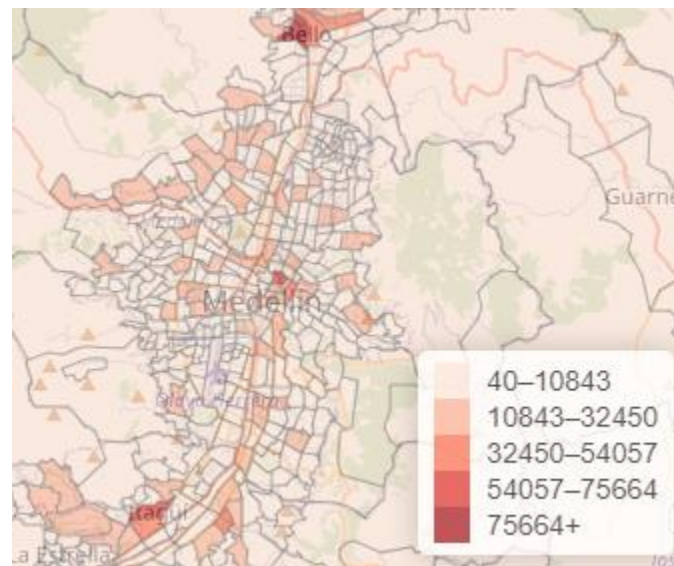 Bello
Guarne
Medellín
Itagüí
La Estrella
40–10843
10843–32450
32450–54057
54057–75664
75664+